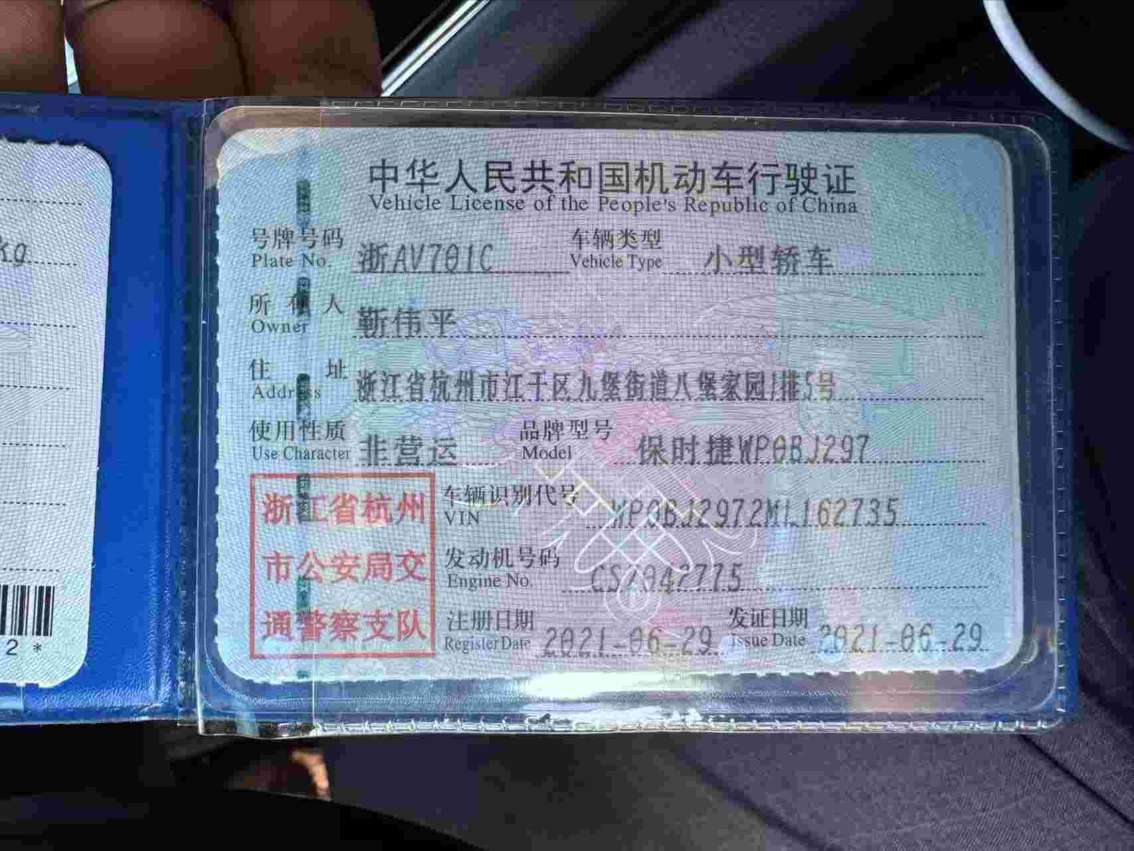 中华人民共和国机动车行驶证
Vehicle License of the People's Republic of China
号牌号码 浙AV701C 车辆类型 小型轿车
Plate No. Vehicle Type
所有人 靳伟平
Owner
住址 浙江省杭州市江干区九堡街道八堡家园J排5号
Address
使用性质 非营运 品牌型号 保时捷WP0BJ297
Use Character Model
浙江省杭州 车辆识别代号 WP0BJ2972ML162735
VIN
市公安局交 发动机号码
Engine No.
通警察支队 注册日期 2021-06-29 发证日期 2021-06-29
Register Date Issue Date
kg
2*